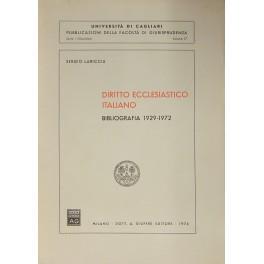 UNIVERSITÀ DI CAGLIARI
PUBBLICAZIONI DELLA FACOLTÀ DI GIURISPRUDENZA
SERGIO LARICCIA
DIRITTO ECCLESIASTICO
ITALIANO
BIBLIOGRAFIA 1929-1972
AG
MILANO - DOTT. A. GIUFFRÈ EDITORE - 1974